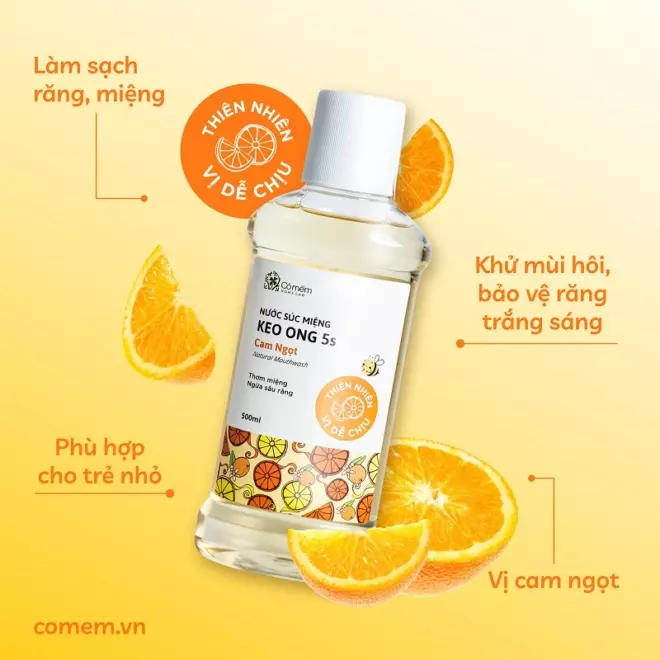 Làm sạch
răng, miệng
THIÊN NHIÊN
VỊ DỄ CHỊU
Khử mùi hôi,
bảo vệ răng
trắng sáng
Cỏ mềm
HOMELAB
NƯỚC SÚC MIỆNG
KEO ONG 5s
Cam Ngọt
Natural Mouthwash
Thơm miệng
Ngừa sâu răng
THIÊN NHIÊN
VỊ DỄ CHỊU
500ml
Phù hợp
cho trẻ nhỏ
Vị cam ngọt
comem.vn